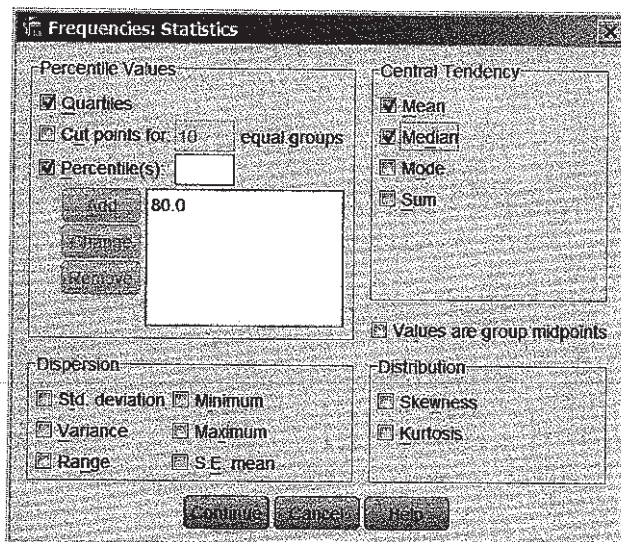 Frequencies: Statistics
Percentile Values
Quartiles
Cut points for: 10 equal groups
Percentile(s):
Add
80.0
Change
Remove
Central Tendency
Mean
Median
Mode
Sum
Values are group midpoints
Dispersion
Std. deviation
Minimum
Variance
Maximum
Range
S.E. mean
Distribution
Skewness
Kurtosis
Continue
Cancel
Help